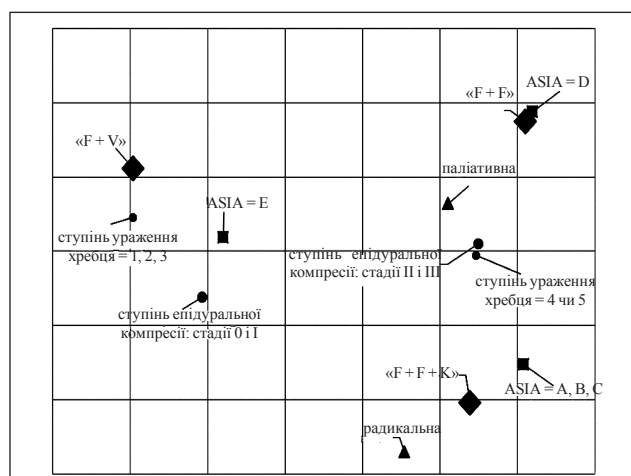 ASIA = D
«F + F»
«F + V»
паліативна
ASIA = E
ступінь ураження
хребця = 1, 2, 3
ступінь епідуральної
компресії: стадії II і III
ступінь ураження
хребця = 4 чи 5
ступінь епідуральної
компресії: стадії 0 і I
«F + F + K»
ASIA = A, B, C
радикальна